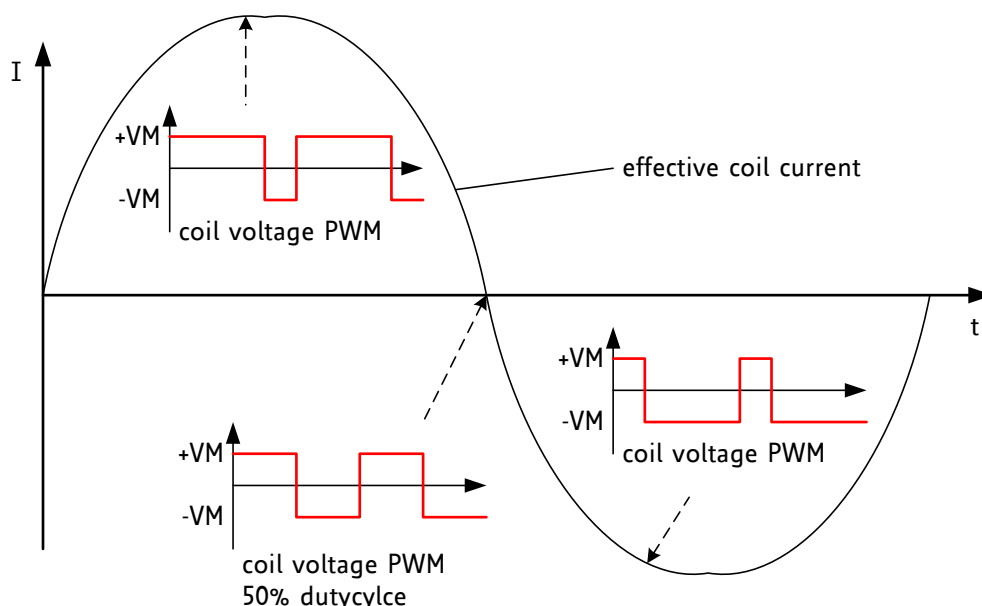 I
+VM
-VM
coil voltage PWM
effective coil current
t
+VM
-VM
coil voltage PWM
+VM
-VM
coil voltage PWM
50% dutycylce